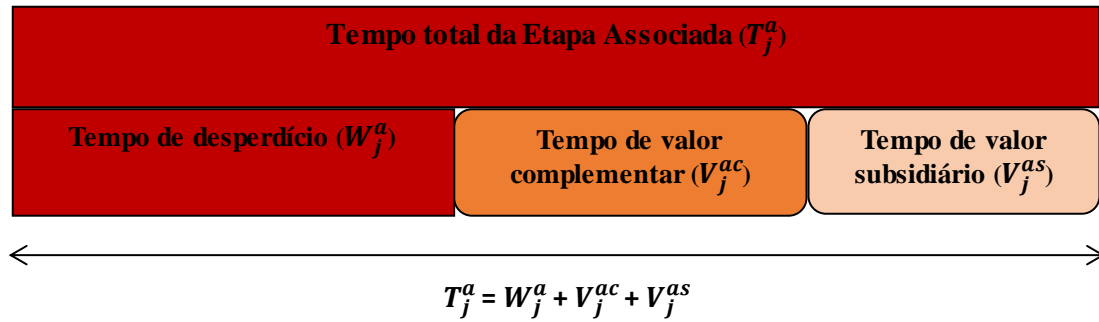 Tempo total da Etapa Associada ($T_j^a$)
Tempo de desperdício ($W_j^a$)
Tempo de valor
complementar ($V_j^{ac}$)
Tempo de valor
subsidiário ($V_j^{as}$)
$T_j^a = W_j^a + V_j^{ac} + V_j^{as}$